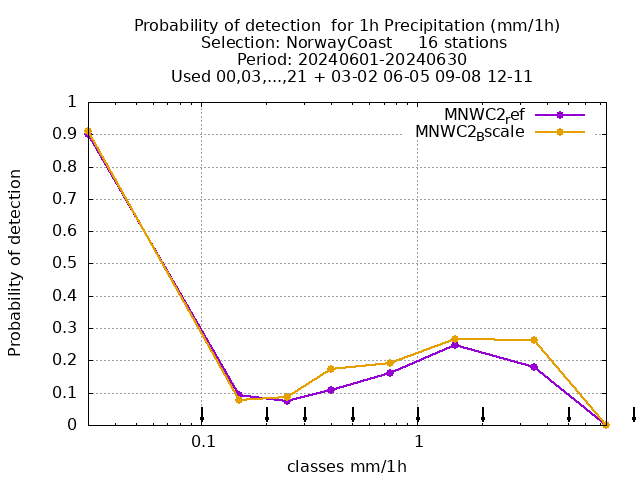 Probability of detection  for 1h Precipitation (mm/1h)
Selection: NorwayCoast     16 stations
Period: 20240601-20240630
Used 00,03,...,21 + 03-02 06-05 09-08 12-11
MNWC2ref
MNWC2Bscale
1
0.9
0.8
0.7
0.6
0.5
0.4
0.3
0.2
0.1
0
Probability of detection
0.1
1
classes mm/1h